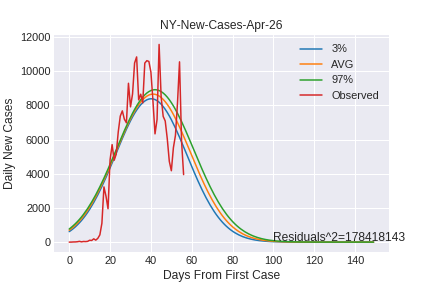 NY-New-Cases-Apr-26
12000
10000
8000
6000
4000
2000
0
Daily New Cases
3%
AVG
97%
Observed
Residuals^2=178418143
0 20 40 60 80 100 120 140
Days From First Case